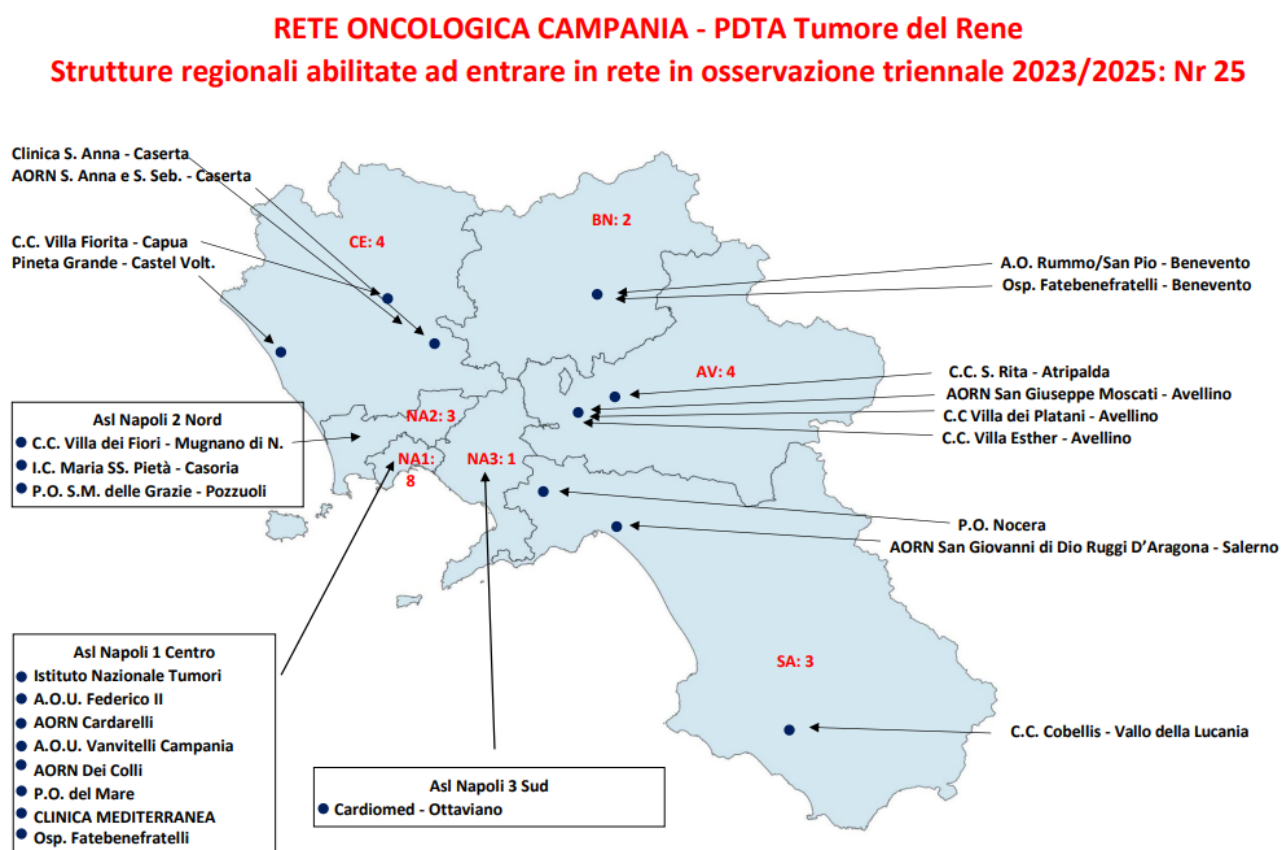 RETE ONCOLOGICA CAMPANIA - PDTA Tumore del Rene
Strutture regionali abilitate ad entrare in rete in osservazione triennale 2023/2025: Nr 25
Clinica S. Anna - Caserta
AORN S. Anna e S. Seb. - Caserta
C.C. Villa Fiorita - Capua
Pineta Grande - Castel Volt.
CE: 4
BN: 2
A.O. Rummo/San Pio - Benevento
Osp. Fatebenefratelli - Benevento
AV: 4
C.C. S. Rita - Atripalda
AORN San Giuseppe Moscati - Avellino
C.C Villa dei Platani - Avellino
C.C. Villa Esther - Avellino
Asl Napoli 2 Nord
C.C. Villa dei Fiori - Mugnano di N.
I.C. Maria SS. Pietà - Casoria
P.O. S.M. delle Grazie - Pozzuoli
NA2: 3
NA1:
8
NA3: 1
P.O. Nocera
AORN San Giovanni di Dio Ruggi D’Aragona - Salerno
Asl Napoli 1 Centro
Istituto Nazionale Tumori
A.O.U. Federico II
AORN Cardarelli
A.O.U. Vanvitelli Campania
AORN Dei Colli
P.O. del Mare
CLINICA MEDITERRANEA
Osp. Fatebenefratelli
SA: 3
C.C. Cobellis - Vallo della Lucania
Asl Napoli 3 Sud
Cardiomed - Ottaviano